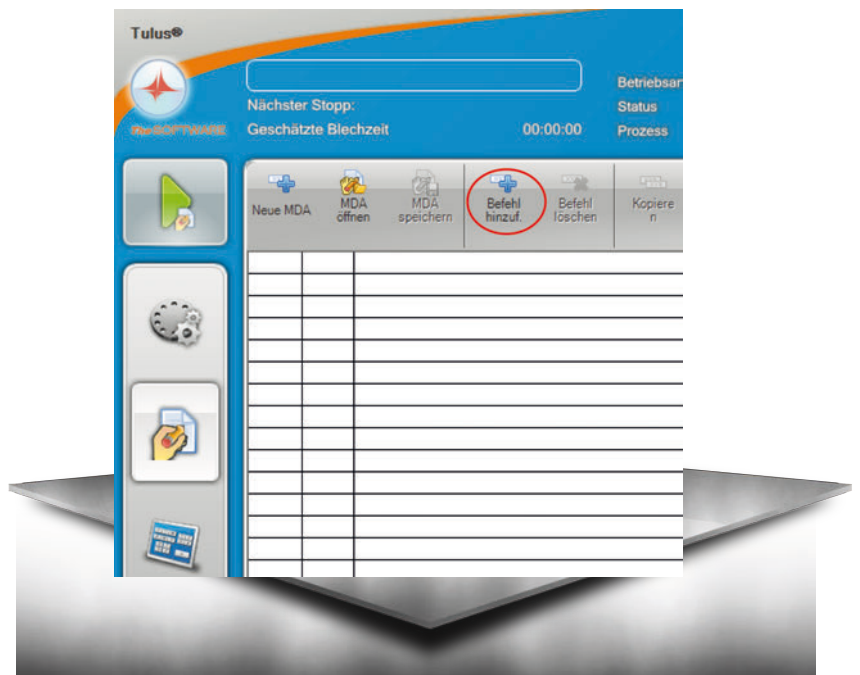 Tulus®
FineSOFTWARE
Nächster Stopp:
Geschätzte Blechzeit 00:00:00
Betriebsar
Status
Prozess
Neue MDA
MDA
öffnen
MDA
speichern
Befehl
hinzuf.
Befehl
löschen
Kopiere
n